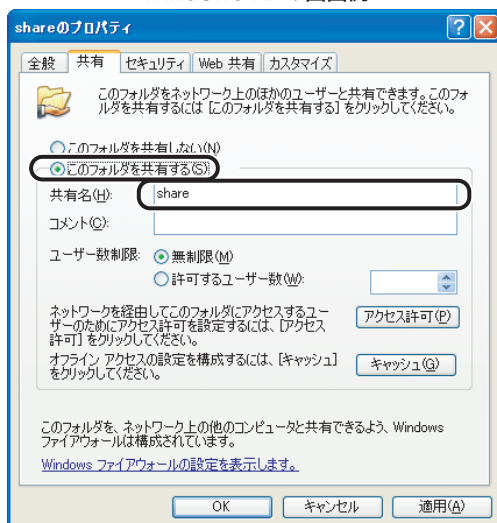 shareのプロパティ
全般 共有 セキュリティ Web 共有 カスタマイズ
このフォルダをネットワーク上のほかのユーザーと共有できます。このフォ
ルダを共有するには [このフォルダを共有する] をクリックしてください。
このフォルダを共有しない(N)
このフォルダを共有する(S)
共有名(H): share
コメント(C):
ユーザー数制限: 無制限(M)
許可するユーザー数(W):
ネットワークを経由してこのフォルダにアクセスするユー
ザーのためにアクセス許可を設定するには、[アクセス
許可] をクリックしてください。
アクセス許可(P)
オフライン アクセスの設定を構成するには、[キャッシュ]
をクリックしてください。
キャッシュ(G)
このフォルダを、ネットワーク上の他のコンピュータと共有できるよう、Windows
ファイアウォールは構成されています。
Windows ファイアウォールの設定を表示します。
OK キャンセル 適用(A)